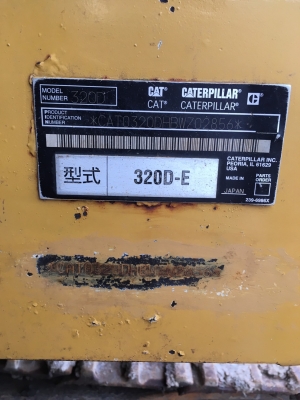 MODEL NUMBER 320D
CAT® CATERPILLAR®
CAT® CATERPILLAR®
PRODUCT IDENTIFICATION NUMBER
型式 320D-E
CATERPILLAR INC.
PEORIA, IL 61629
USA
MADE IN JAPAN
PARTS ORDER